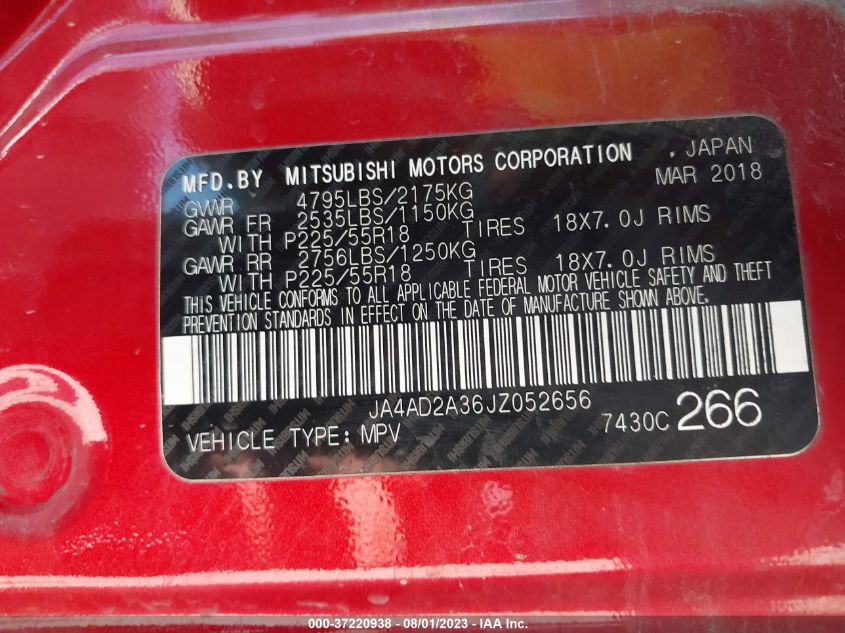 MFD.BY MITSUBISHI MOTORS CORPORATION . JAPAN
MAR 2018
GVWR 4795LBS/2175KG
GAWR FR 2535LBS/1150KG
WITH P225/55R18 TIRES 18X7.0J RIMS
GAWR RR 2756LBS/1250KG
WITH P225/55R18 TIRES 18X7.0J RIMS
THIS VEHICLE CONFORMS TO ALL APPLICABLE FEDERAL MOTOR VEHICLE SAFETY AND THEFT
PREVENTION STANDARDS IN EFFECT ON THE DATE OF MANUFACTURE SHOWN ABOVE.
JA4AD2A36JZ052656
VEHICLE TYPE: MPV 7430C 266
000-37220938 - 08/01/2023 - IAA Inc.